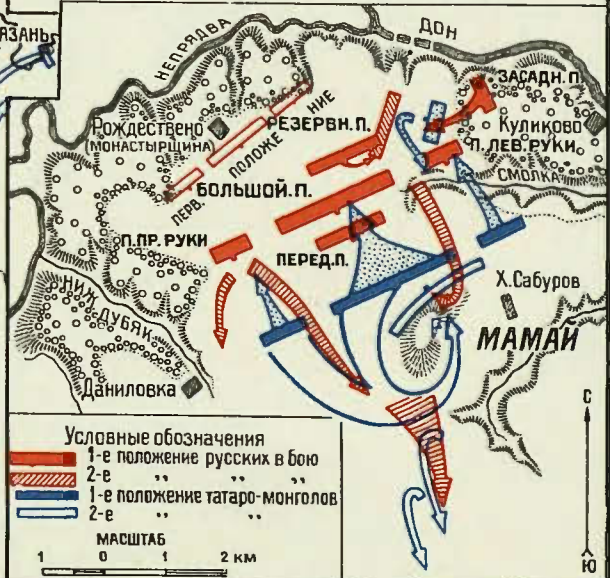 ЯЗАНЬ
НЕПРЯДВА
ДОН
ЗАСАДН. П.
Рождествено
(МОНАСТЫРЩИНА)
ПЕРВ. ПОЛОЖЕНИЕ
РЕЗЕРВН. П.
Куликово
П. ЛЕВ. РУКИ
СМОЛКА
БОЛЬШОЙ. П.
П. ПР. РУКИ
ПЕРЕД. П.
НИЖ. ДУБЯК
Х. Сабуров
МАМАЙ
Даниловка
С
Ю
Условные обозначения
1-е положение русских в бою
2-е " " "
1-е положение татаро-монголов
2-е " "
МАСШТАБ
1 0 1 2 км